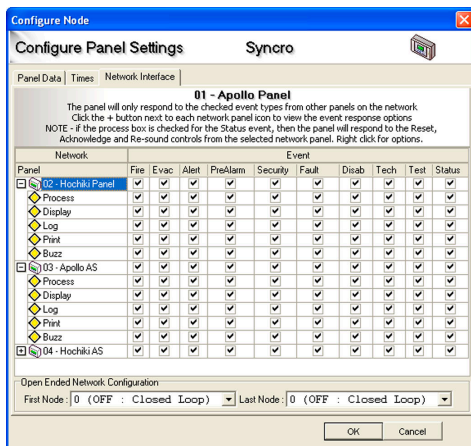 Configure Node
Configure Panel Settings Syncro
Panel Data Times Network Interface
01 - Apollo Panel
The panel will only respond to the checked event types from other panels on the network
Click the + button next to each network panel icon to view the event response options
NOTE - if the process box is checked for the Status event, then the panel will respond to the Reset,
Acknowledge and Re-sound controls from the selected network panel. Right click for options.
Network Event
Panel Fire Evac Alert PreAlarm Security Fault Disab Tech Test Status
02 - Hochiki Panel
Process
Display
Log
Print
Buzz
03 - Apollo AS
Process
Display
Log
Print
Buzz
04 - Hochiki AS
Open Ended Network Configuration
First Node : 0 (OFF : Closed Loop) Last Node : 0 (OFF : Closed Loop)
OK Cancel